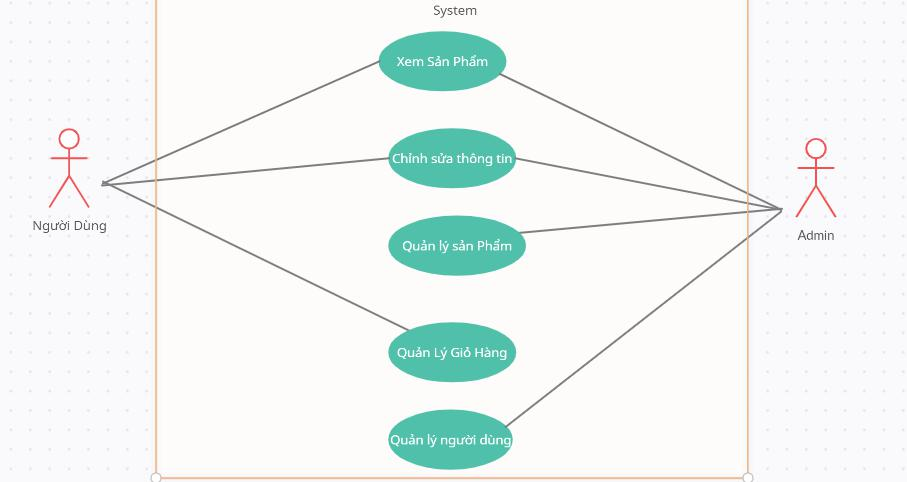 System
Xem Sản Phẩm
Chỉnh sửa thông tin
Quản lý sản Phẩm
Người Dùng
Admin
Quản Lý Giỏ Hàng
Quản lý người dùng